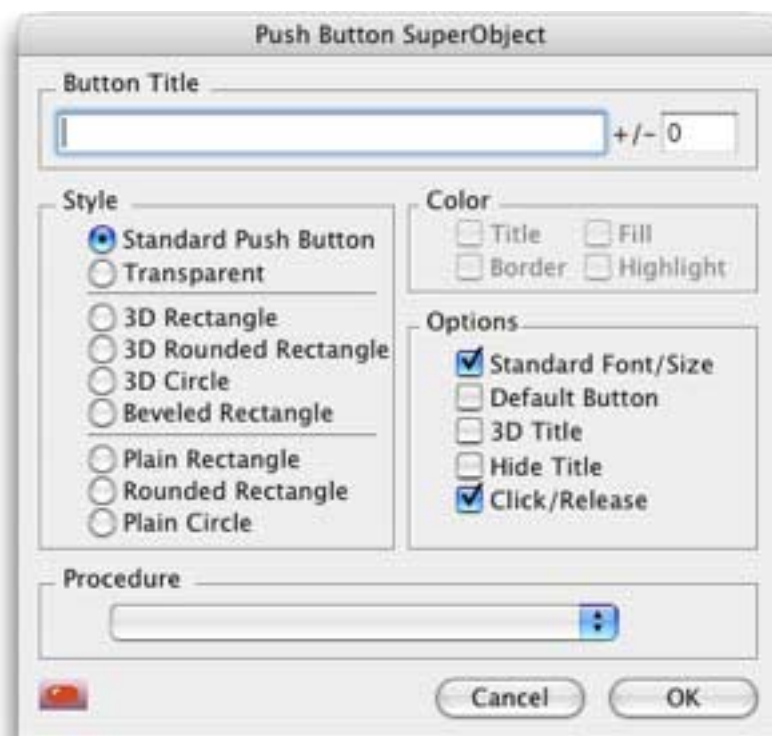 Push Button SuperObject
Button Title
+/- 0
Style
Standard Push Button
Transparent
3D Rectangle
3D Rounded Rectangle
3D Circle
Beveled Rectangle
Plain Rectangle
Rounded Rectangle
Plain Circle
Color
Title Fill
Border Highlight
Options
Standard Font/Size
Default Button
3D Title
Hide Title
Click/Release
Procedure
Cancel OK